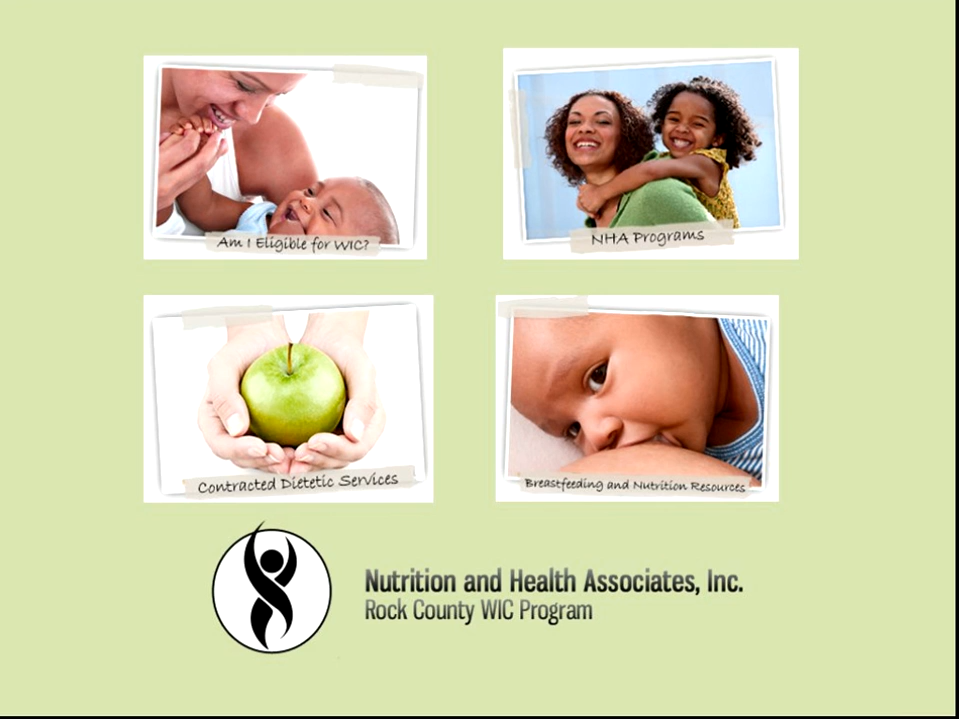 Am I Eligible for WIC?
NHA Programs
Contracted Dietetic Services
Breastfeeding and Nutrition Resources
Nutrition and Health Associates, Inc.
Rock County WIC Program